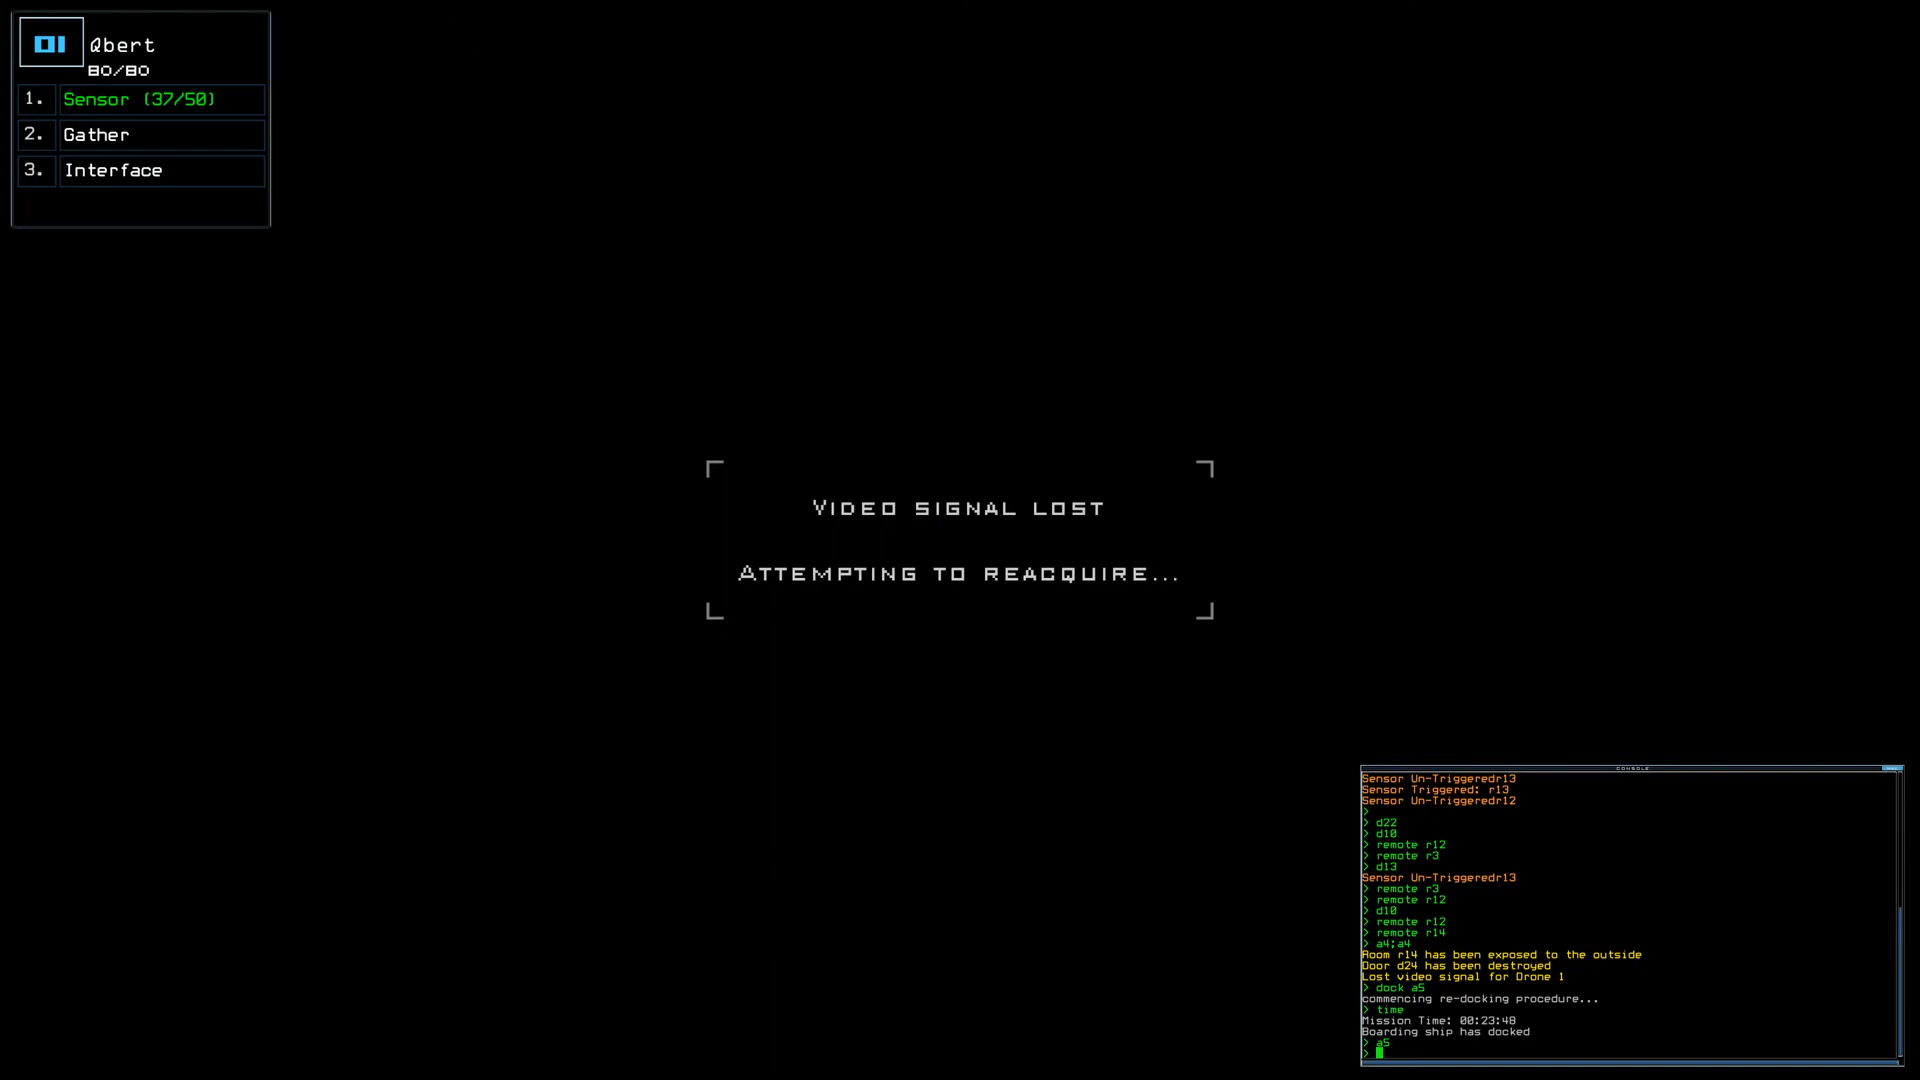 01 Qbert
80/80
1. Sensor (37/50)
2. Gather
3. Interface
Video signal lost
Attempting to reacquire...
CONSOLE
Sensor Un-Triggeredr13
Sensor Triggered: r13
Sensor Un-Triggeredr12
>
> d22
> d10
> remote r12
> remote r3
> d13
Sensor Un-Triggeredr13
> remote r3
> remote r12
> d10
> remote r12
> remote r14
> a4;a4
Room r14 has been exposed to the outside
Door d24 has been destroyed
Lost video signal for Drone 1
> dock a5
commencing re-docking procedure...
> time
Mission Time: 00:23:48
Boarding ship has docked
> a5
>